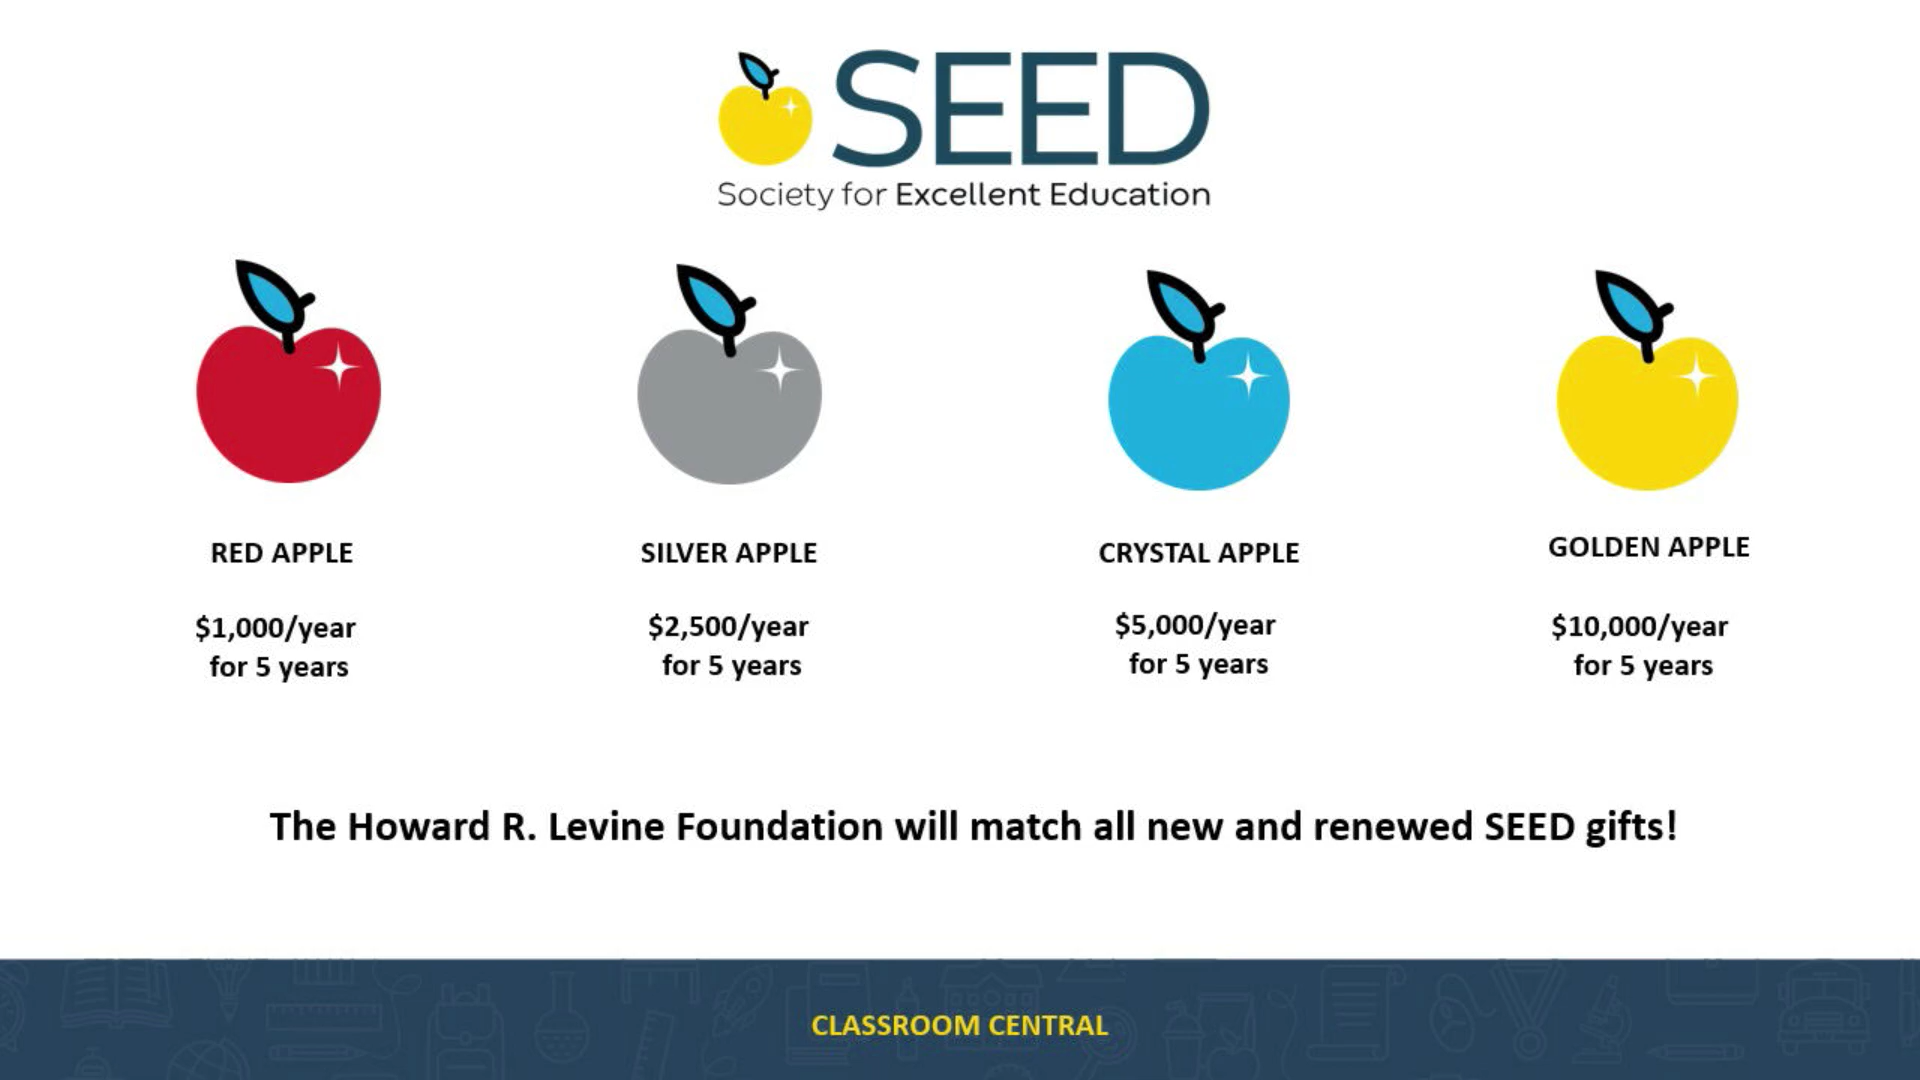 SEED
Society for Excellent Education
RED APPLE
$1,000/year
for 5 years
SILVER APPLE
$2,500/year
for 5 years
CRYSTAL APPLE
$5,000/year
for 5 years
GOLDEN APPLE
$10,000/year
for 5 years
The Howard R. Levine Foundation will match all new and renewed SEED gifts!
CLASSROOM CENTRAL